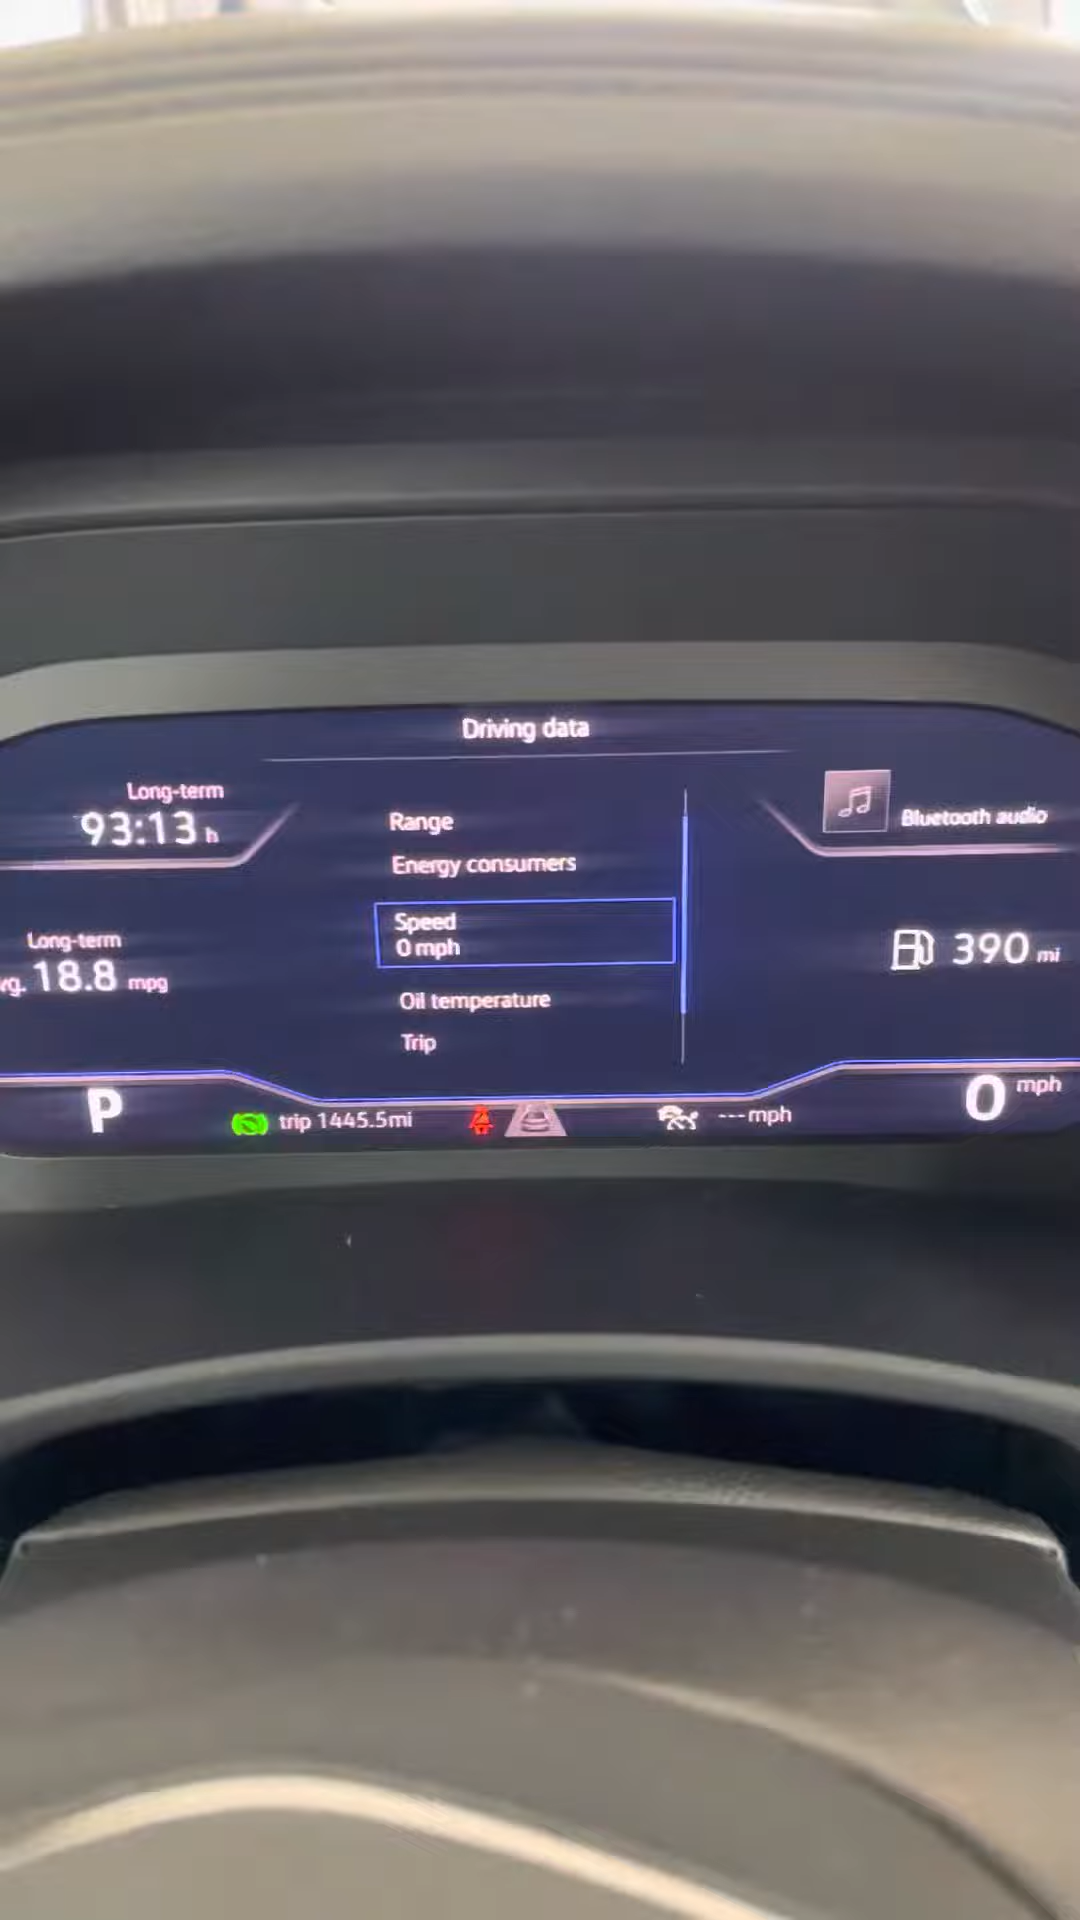 Driving data
Long-term
93:13 h
Long-term
vg. 18.8 mpg
Range
Energy consumers
Speed
0 mph
Oil temperature
Trip
Bluetooth audio
390 mi
P
trip 1445.5mi
---mph
0 mph